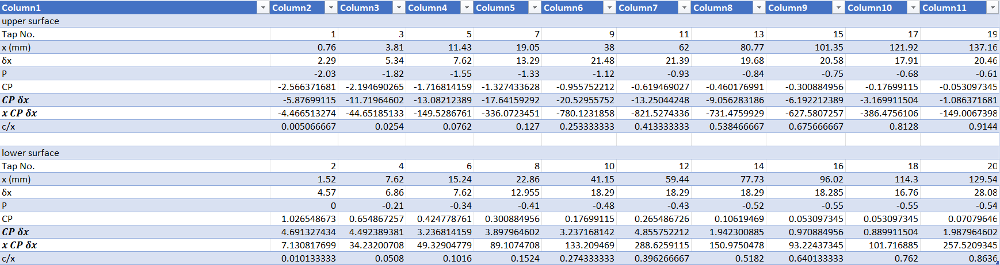 Column1 Column2 Column3 Column4 Column5 Column6 Column7 Column8 Column9 Column10 Column11
upper surface
Tap No. 1 3 5 7 9 11 13 15 17 19
x (mm) 0.76 3.81 11.43 19.05 38 62 80.77 101.35 121.92 137.16
δx 2.29 5.34 7.62 13.29 21.48 21.39 19.68 20.58 17.91 20.46
P -2.03 -1.82 -1.55 -1.33 -1.12 -0.93 -0.84 -0.75 -0.68 -0.61
CP -2.566371681 -2.194690265 -1.716814159 -1.327433628 -0.955752212 -0.619469027 -0.460176991 -0.300884956 -0.17699115 -0.053097345
CP δx -5.87699115 -11.71964602 -13.08212389 -17.64159292 -20.52955752 -13.25044248 -9.056283186 -6.192212389 -3.169911504 -1.086371681
x CP δx -4.466513274 -44.65185133 -149.5286761 -336.0723451 -780.1231858 -821.5274336 -731.4759929 -627.5807257 -386.4756106 -149.0067398
c/x 0.005066667 0.0254 0.0762 0.127 0.253333333 0.413333333 0.538466667 0.675666667 0.8128 0.9144
lower surface
Tap No. 2 4 6 8 10 12 14 16 18 20
x (mm) 1.52 7.62 15.24 22.86 41.15 59.44 77.73 96.02 114.3 129.54
δx 4.57 6.86 7.62 12.955 18.29 18.29 18.29 18.285 16.76 28.08
P 0 -0.21 -0.34 -0.41 -0.48 -0.43 -0.52 -0.55 -0.55 -0.54
CP 1.026548673 0.654867257 0.424778761 0.300884956 0.17699115 0.265486726 0.10619469 0.053097345 0.053097345 0.07079646
CP δx 4.691327434 4.492389381 3.236814159 3.897964602 3.237168142 4.855752212 1.942300885 0.970884956 0.889911504 1.987964602
x CP δx 7.130817699 34.23200708 49.32904779 89.1074708 133.209469 288.6259115 150.9750478 93.22437345 101.716885 257.5209345
c/x 0.010133333 0.0508 0.1016 0.1524 0.274333333 0.396266667 0.5182 0.640133333 0.762 0.8636